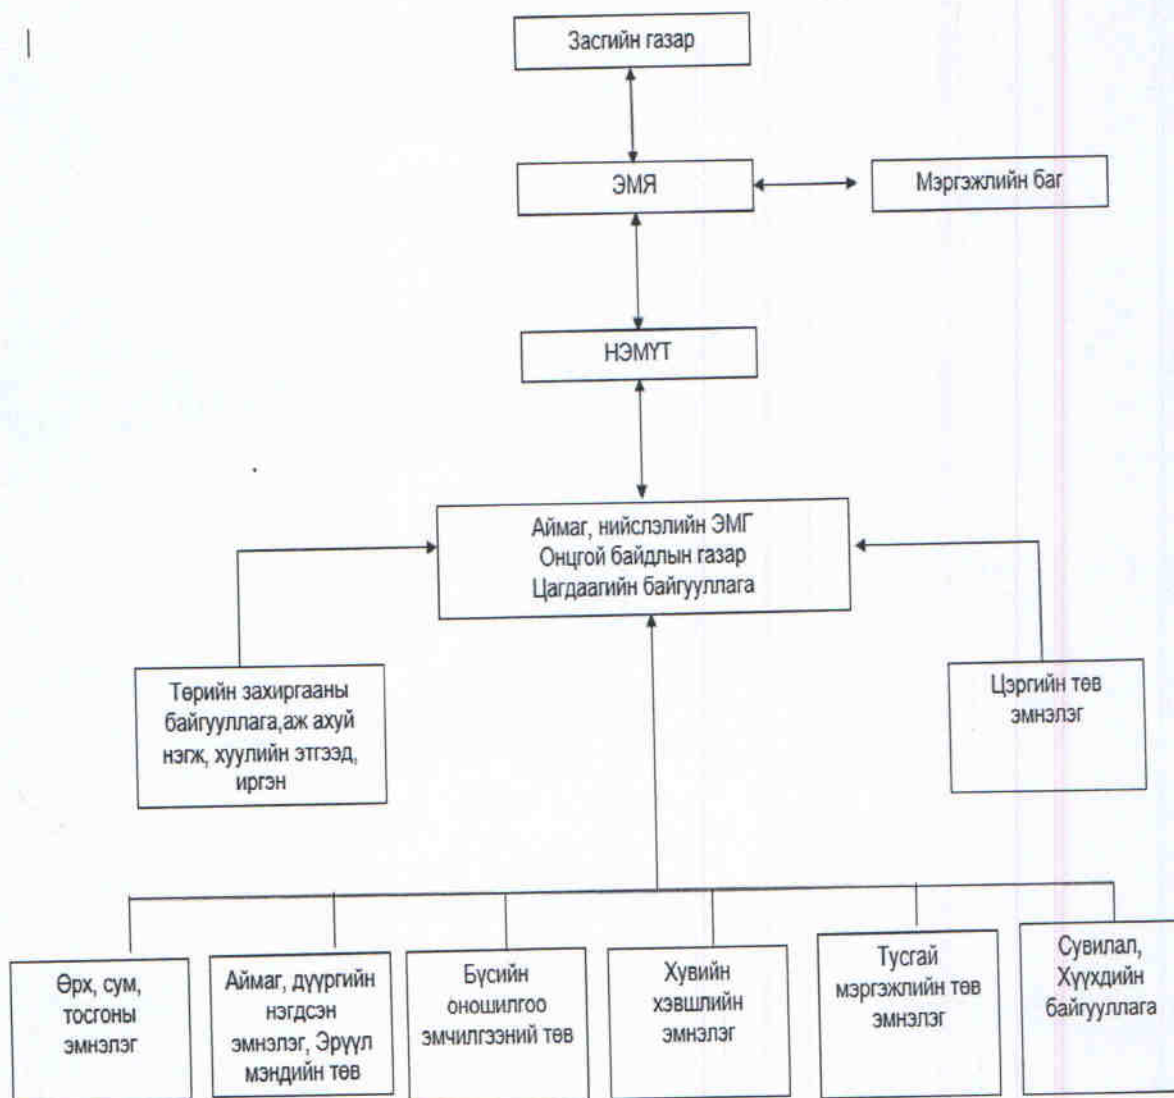 Засгийн газар
ЭМЯ
Мэргэжлийн баг
НЭМҮТ
Аймаг, нийслэлийн ЭМГ
Онцгой байдлын газар
Цагдаагийн байгууллага
Төрийн захиргааны
байгууллага,аж ахуй
нэгж, хуулийн этгээд,
иргэн
Цэргийн төв
эмнэлэг
Өрх, сум,
тосгоны
эмнэлэг
Аймаг, дүүргийн
нэгдсэн
эмнэлэг, Эрүүл
мэндийн төв
Бүсийн
оношилгоо
эмчилгээний төв
Хувийн
хэвшлийн
эмнэлэг
Тусгай
мэргэжлийн төв
эмнэлэг
Сувилал,
Хүүхдийн
байгууллага